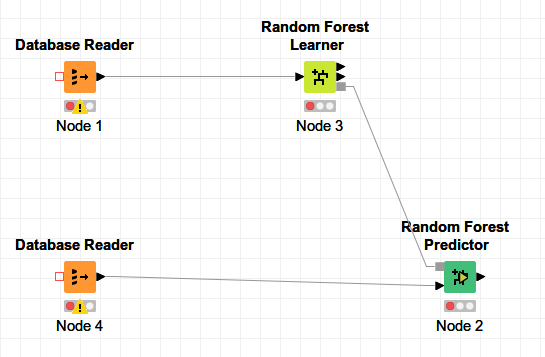 Database Reader
Node 1
Random Forest
Learner
Node 3
Database Reader
Node 4
Random Forest
Predictor
Node 2